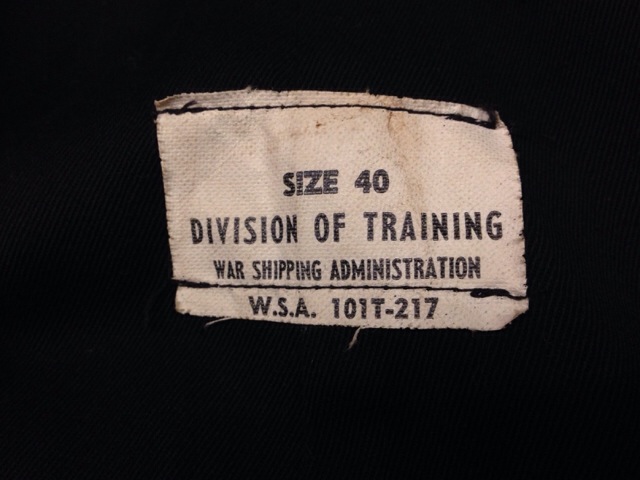 SIZE 40
DIVISION OF TRAINING
WAR SHIPPING ADMINISTRATION
W.S.A. 101T-217